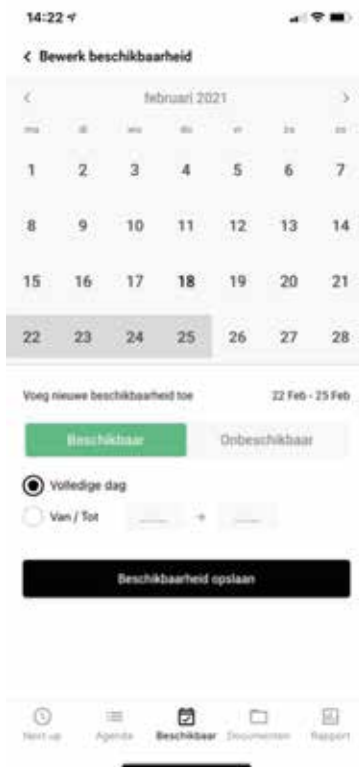 14:22
Bewerk beschikbaarheid
< februari 2021 >
ma di wo do vr za zo
1 2 3 4 5 6 7
8 9 10 11 12 13 14
15 16 17 18 19 20 21
22 23 24 25 26 27 28
Voeg nieuwe beschikbaarheid toe 22 Feb - 25 Feb
Beschikbaar Onbeschikbaar
Volledige dag
Van / Tot
Beschikbaarheid opslaan
Next up Agenda Beschikbaar Documenten Rapport